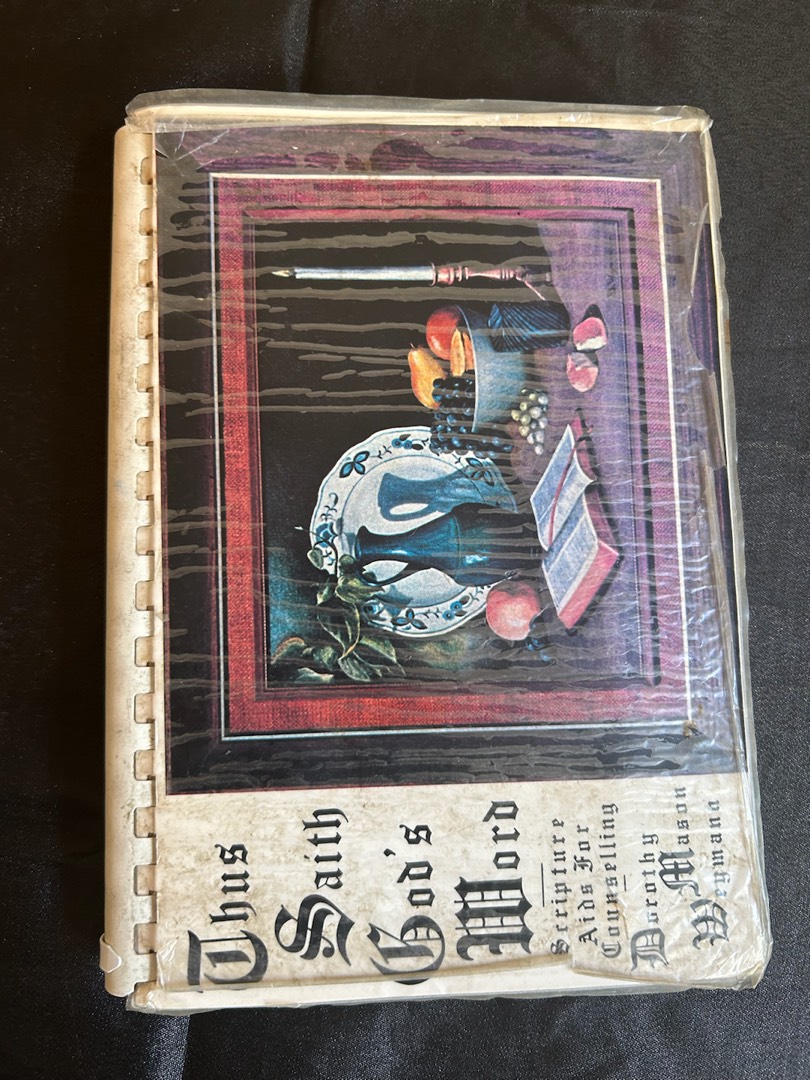 Thus
Saith
God's
Word
Scripture
Aids For
Counselling
Dorothy
Mason
Weymann